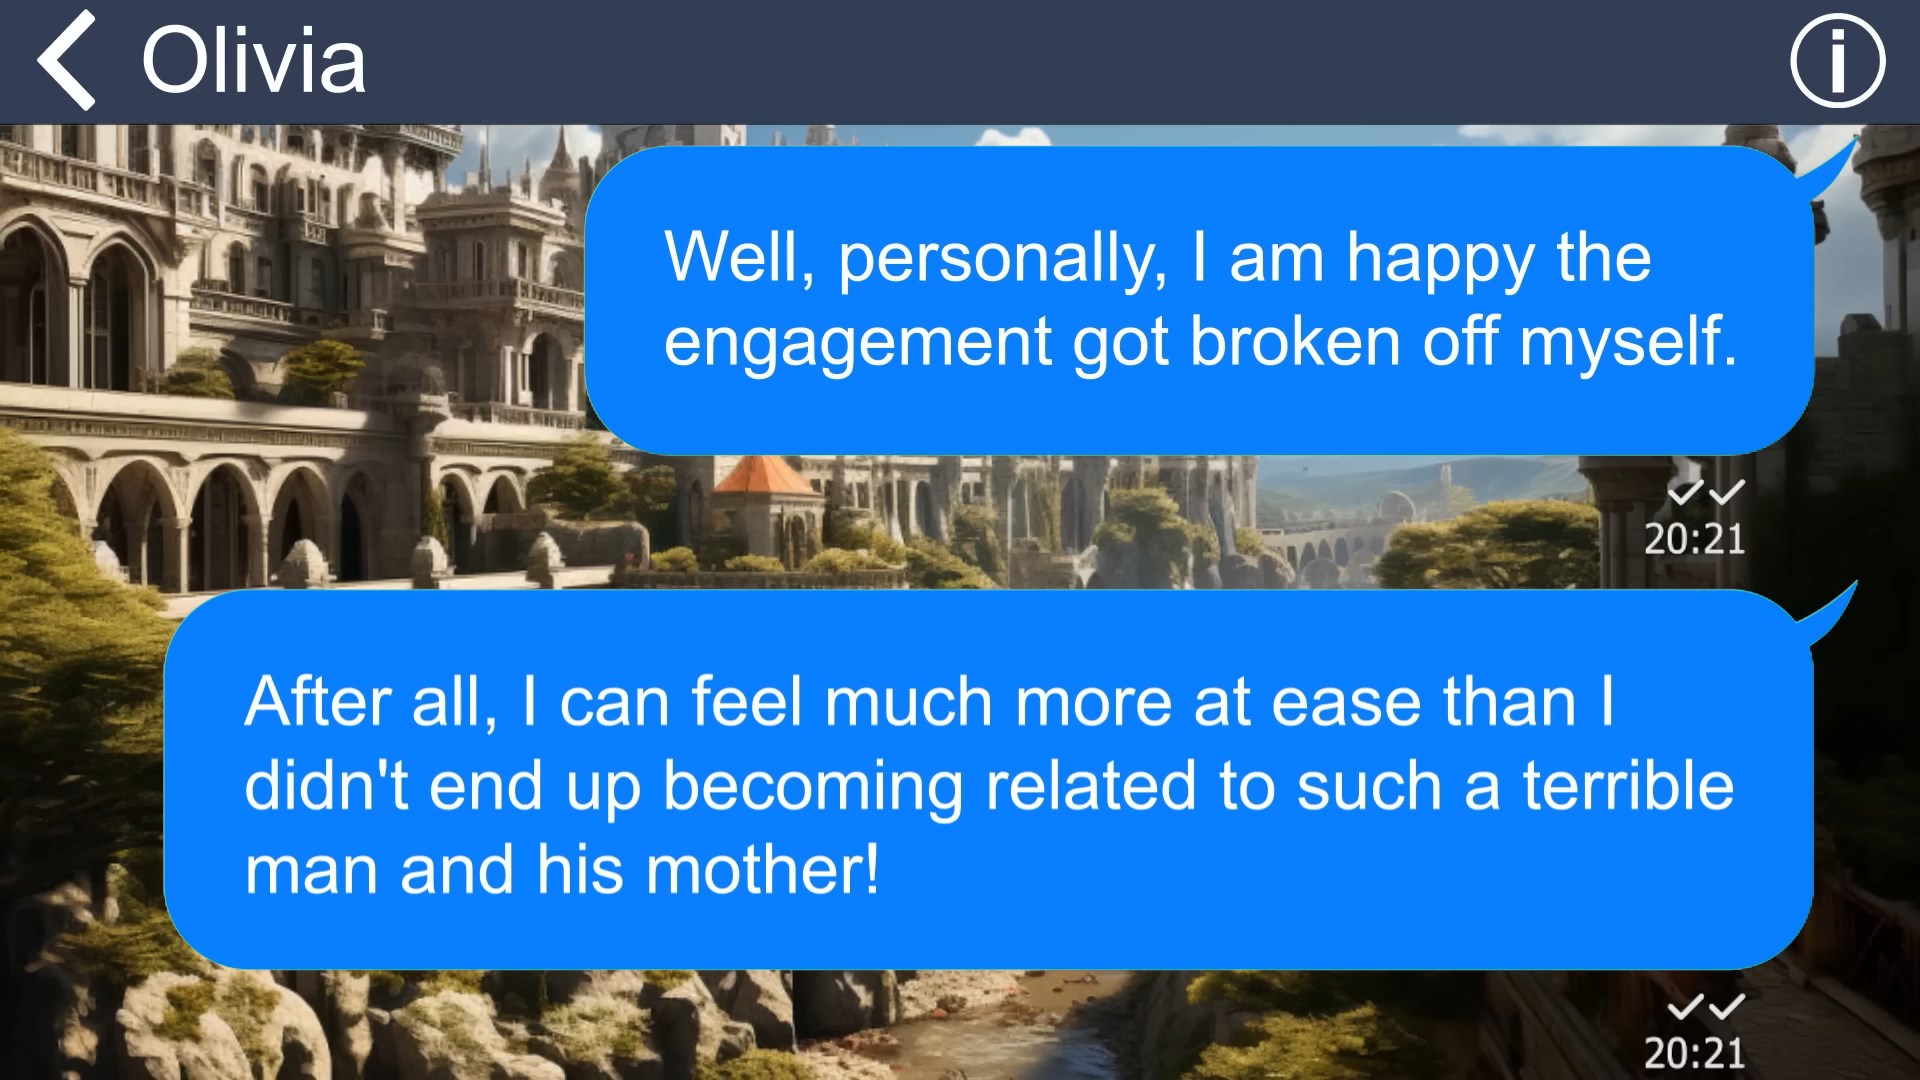 Olivia
Well, personally, I am happy the
engagement got broken off myself.
20:21
After all, I can feel much more at ease than I
didn't end up becoming related to such a terrible
man and his mother!
20:21